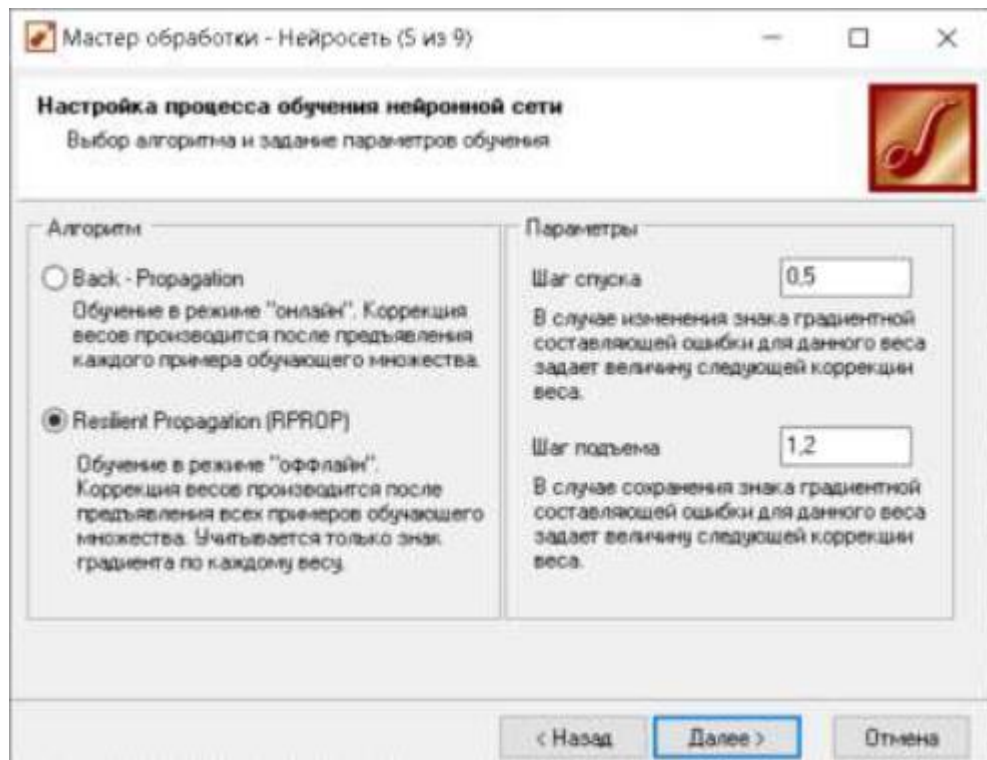 Мастер обработки - Нейросеть (5 из 9)
Настройка процесса обучения нейронной сети
Выбор алгоритма и задание параметров обучения
Алгоритм
Back - Propagation
Обучение в режиме "онлайн". Коррекция
весов производится после предъявления
каждого примера обучающего множества.
Resilient Propagation (RPROP)
Обучение в режиме "оффлайн".
Коррекция весов производится после
предъявления всех примеров обучающего
множества. Учитывается только знак
градиента по каждому весу.
Параметры
Шаг спуска 0,5
В случае изменения знака градиентной
составляющей ошибки для данного веса
задает величину следующей коррекции
веса.
Шаг подъема 1,2
В случае сохранения знака градиентной
составляющей ошибки для данного веса
задает величину следующей коррекции
веса.
< Назад Далее > Отмена